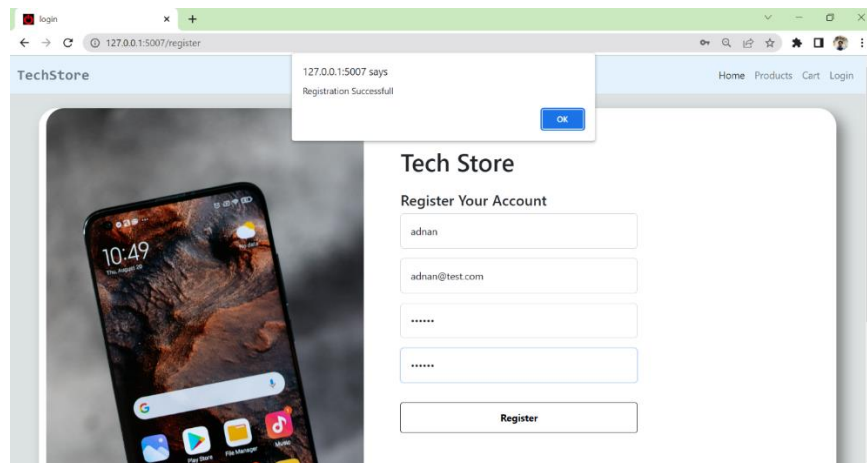 login
127.0.0.1:5007/register
TechStore
127.0.0.1:5007 says
Registration Successfull
OK
Home Products Cart Login
Tech Store
Register Your Account
adnan
adnan@test.com
Register
10:49
Play Store File Manager Music